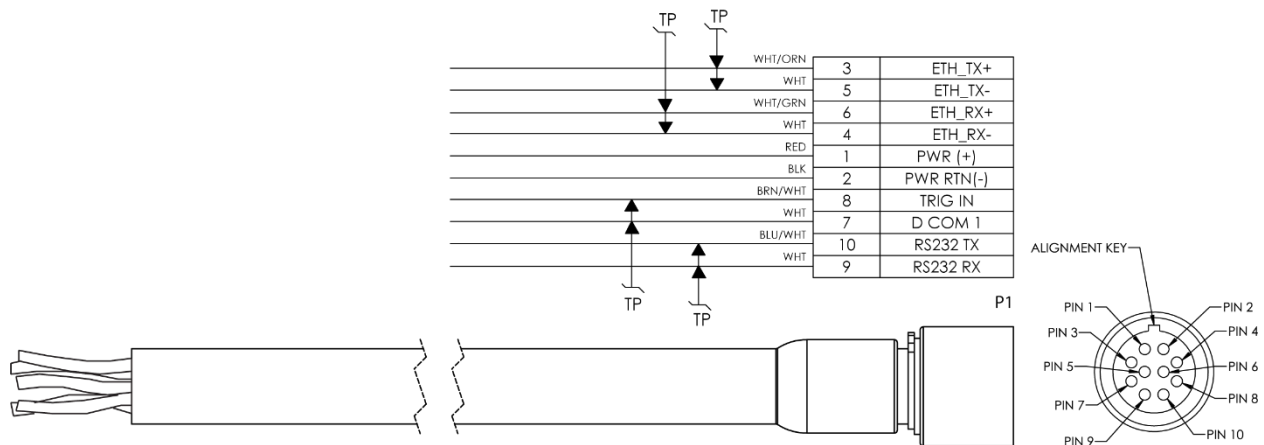 TP TP
WHT/ORN 3 ETH_TX+
WHT 5 ETH_TX-
WHT/GRN 6 ETH_RX+
WHT 4 ETH_RX-
RED 1 PWR (+)
BLK 2 PWR RTN(-)
BRN/WHT 8 TRIG IN
WHT 7 D COM 1
BLU/WHT 10 RS232 TX
WHT 9 RS232 RX
TP TP
P1
ALIGNMENT KEY
PIN 1 PIN 2
PIN 3 PIN 4
PIN 5 PIN 6
PIN 7 PIN 8
PIN 9 PIN 10